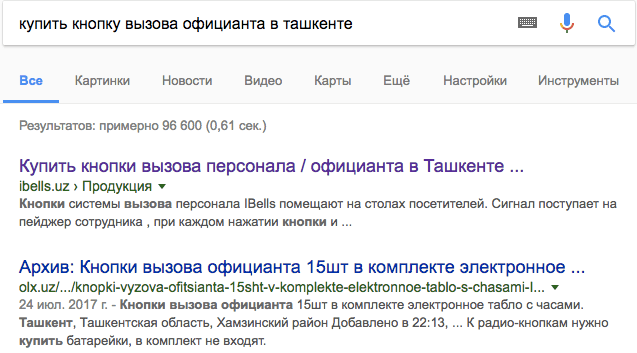 купить кнопку вызова официанта в ташкенте
Все Картинки Новости Видео Карты Ещё Настройки Инструменты
Результатов: примерно 96 600 (0,61 сек.)
Купить кнопки вызова персонала / официанта в Ташкенте ...
ibells.uz › Продукция
Кнопки системы вызова персонала IBells помещают на столах посетителей. Сигнал поступает на
пейджер сотрудника , при каждом нажатии кнопки и ...
Архив: Кнопки вызова официанта 15шт в комплекте электронное ...
olx.uz/.../knopki-vyzova-ofitsianta-15sht-v-komplekte-elektronnoe-tablo-s-chasami-I...
24 июл. 2017 г. - Кнопки вызова официанта 15шт в комплекте электронное табло с часами.
Ташкент, Ташкентская область, Хамзинский район Добавлено в 22:13, ... К радио-кнопкам нужно
купить батарейки, в комплект не входят.